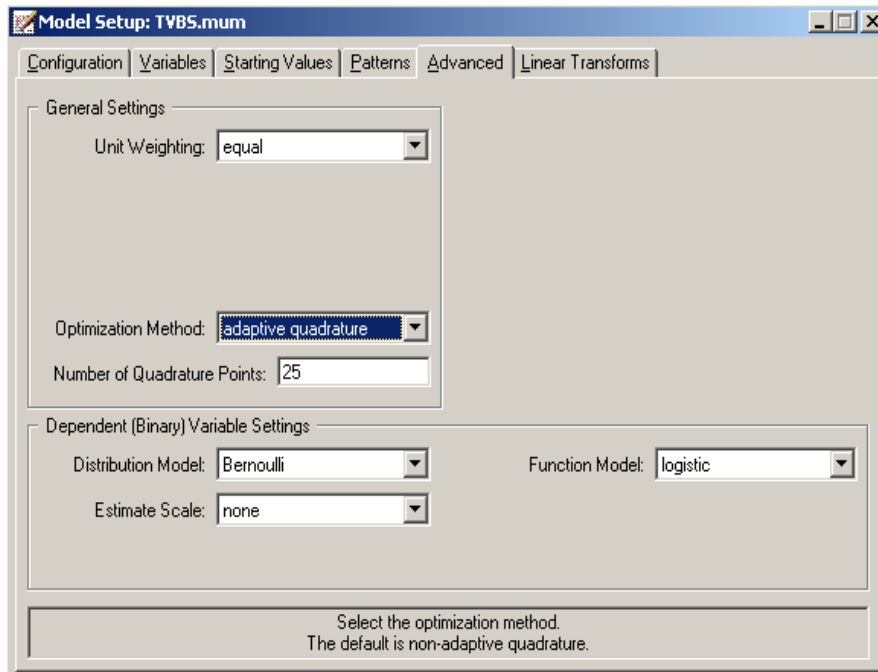 Model Setup: TVBS.mum
Configuration Variables Starting Values Patterns Advanced Linear Transforms
General Settings
Unit Weighting: equal
Optimization Method: adaptive quadrature
Number of Quadrature Points: 25
Dependent (Binary) Variable Settings
Distribution Model: Bernoulli Function Model: logistic
Estimate Scale: none
Select the optimization method.
The default is non-adaptive quadrature.